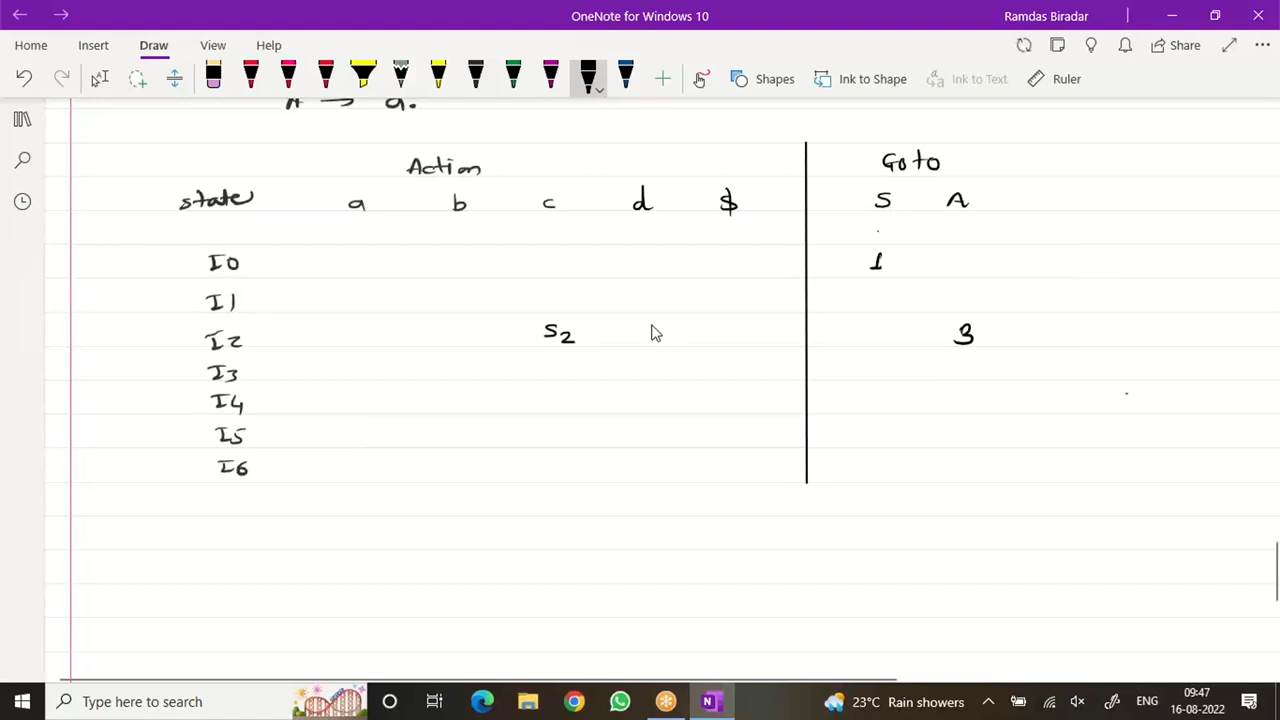 OneNote for Windows 10
Ramdas Biradar
Home Insert Draw View Help
Share
Shapes Ink to Shape Ink to Text Ruler
Action Goto
state a b c d $ S A
I0 1
I1
I2 S2 3
I3
I4
I5
I6
Type here to search
23°C Rain showers
ENG
09:47
16-08-2022